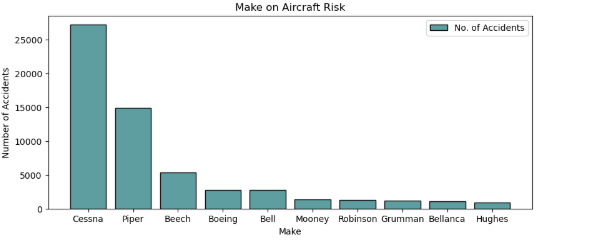 Make on Aircraft Risk
No. of Accidents
Number of Accidents
25000
20000
15000
10000
5000
0
Cessna Piper Beech Boeing Bell Mooney Robinson Grumman Bellanca Hughes
Make